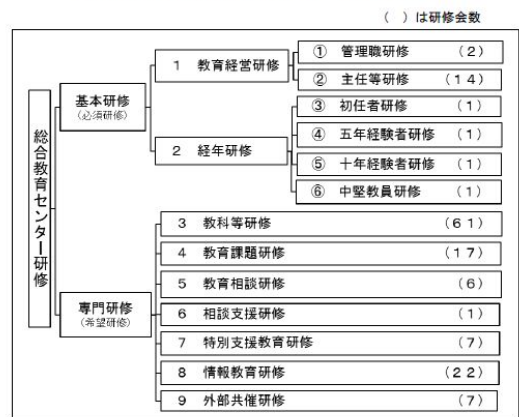 ( )は研修会数
総合教育センター研修
基本研修
(必須研修)
1 教育経営研修
① 管理職研修 (2)
② 主任等研修 (14)
2 経年研修
③ 初任者研修 (1)
④ 五年経験者研修 (1)
⑤ 十年経験者研修 (1)
⑥ 中堅教員研修 (1)
専門研修
(希望研修)
3 教科等研修 (61)
4 教育課題研修 (17)
5 教育相談研修 (6)
6 相談支援研修 (1)
7 特別支援教育研修 (7)
8 情報教育研修 (22)
9 外部共催研修 (7)